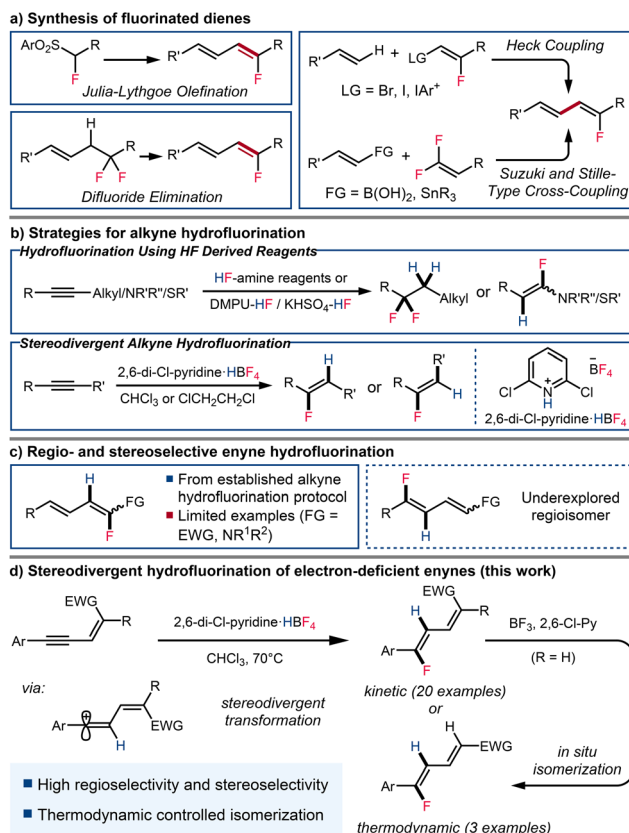 a) Synthesis of fluorinated dienes
ArO₂S R F
R' R F
Julia-Lythgoe Olefination
H R' R F F
R' R F
Difluoride Elimination
R' H + LG R F
LG = Br, I, IAr⁺
Heck Coupling
R' R F
R' FG + F F R
FG = B(OH)₂, SnR₃
Suzuki and Stille-
Type Cross-Coupling
b) Strategies for alkyne hydrofluorination
Hydrofluorination Using HF Derived Reagents
R Alkyl/NR'R"/SR'
HF-amine reagents or
DMPU-HF / KHSO₄-HF
R H H F F Alkyl
or
R F H NR'R"/SR'
Stereodivergent Alkyne Hydrofluorination
R R'
2,6-di-Cl-pyridine·HBF₄
CHCl₃ or ClCH₂CH₂Cl
R H F R'
or
R R' F H
Cl N⁺ H Cl
⁻BF₄
2,6-di-Cl-pyridine·HBF₄
c) Regio- and stereoselective enyne hydrofluorination
R H FG F
From established alkyne
hydrofluorination protocol
Limited examples (FG =
EWG, NR¹R²)
F R H FG
Underexplored
regioisomer
d) Stereodivergent hydrofluorination of electron-deficient enynes (this work)
EWG R Ar
2,6-di-Cl-pyridine·HBF₄
CHCl₃, 70°C
EWG H R Ar F
BF₃, 2,6-Cl-Py
(R = H)
kinetic (20 examples)
or
via:
Ar + R EWG H
stereodivergent
transformation
H H EWG Ar F
in situ
isomerization
thermodynamic (3 examples)
High regioselectivity and stereoselectivity
Thermodynamic controlled isomerization